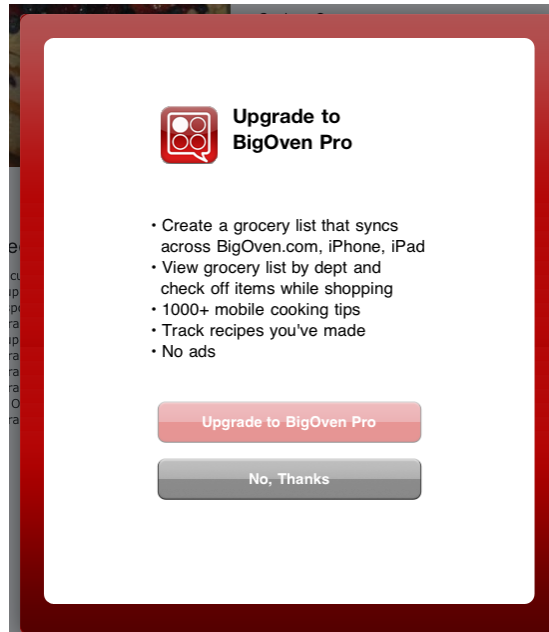 Upgrade to
BigOven Pro
• Create a grocery list that syncs
across BigOven.com, iPhone, iPad
• View grocery list by dept and
check off items while shopping
• 1000+ mobile cooking tips
• Track recipes you've made
• No ads
Upgrade to BigOven Pro
No, Thanks